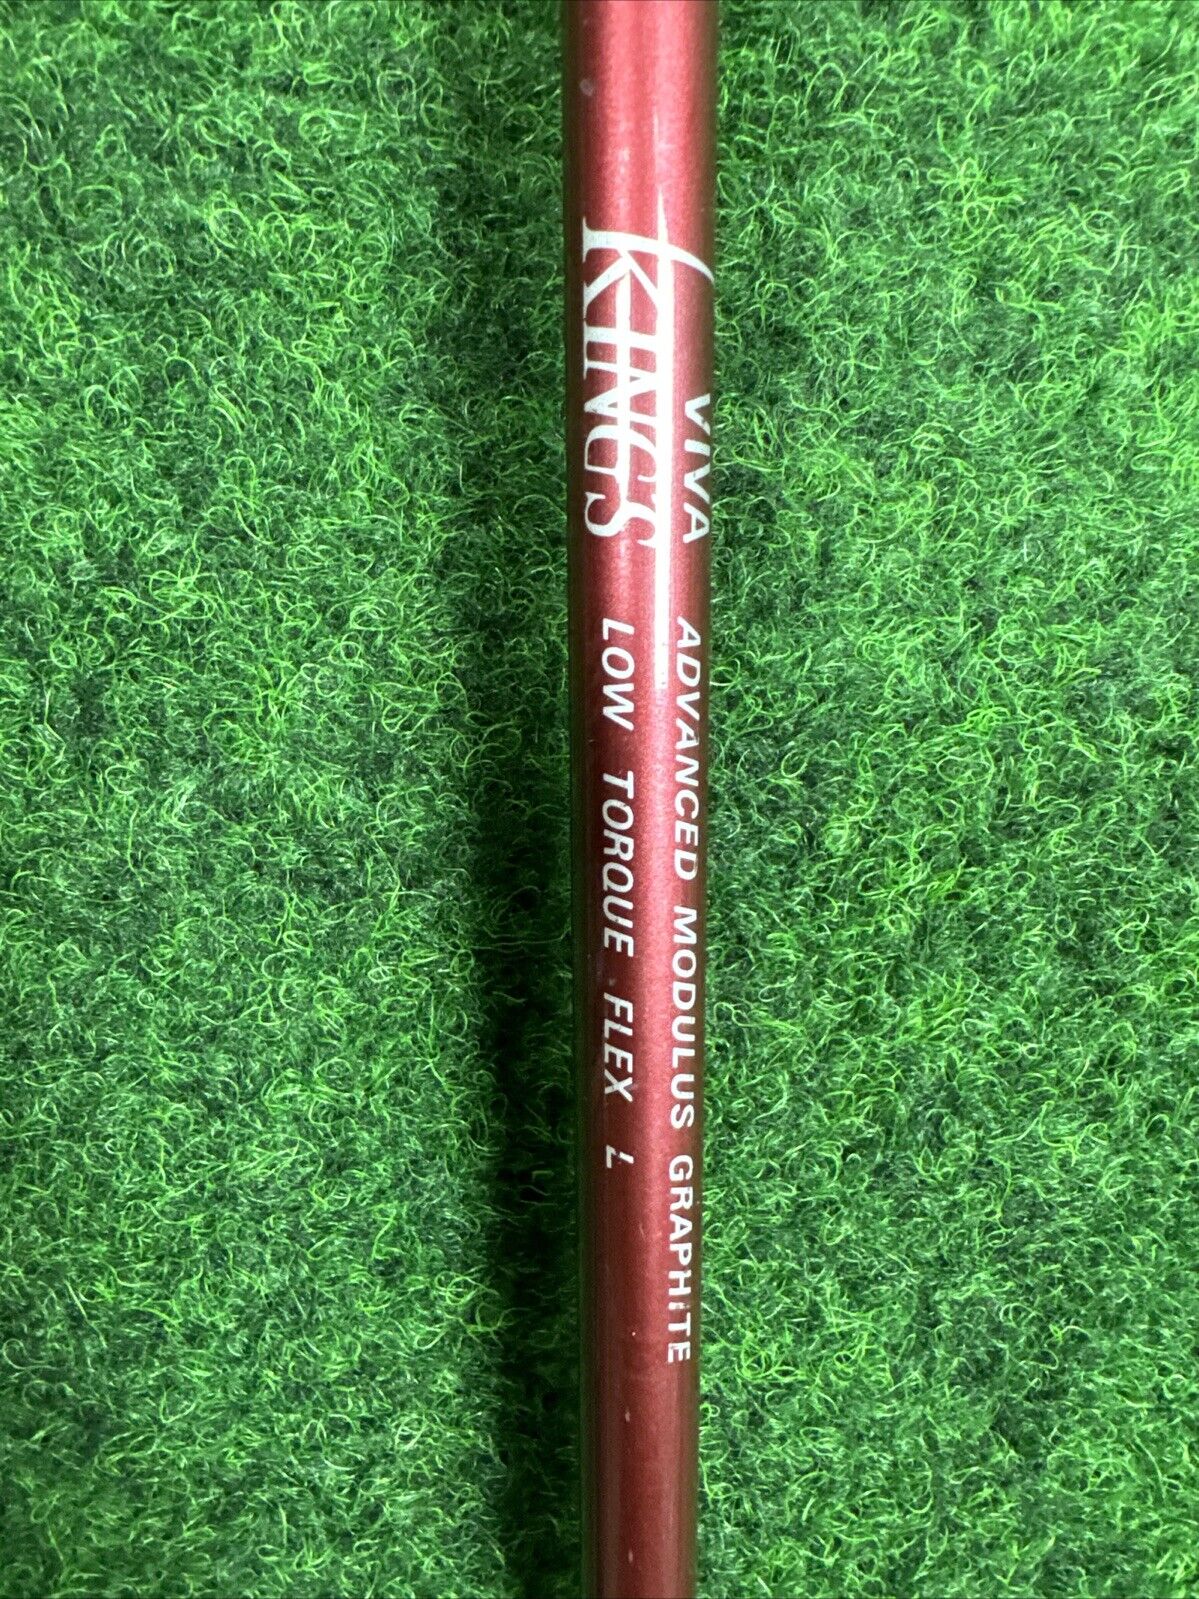 VIVA
KINGS
ADVANCED MODULUS GRAPHITE
LOW TORQUE FLEX L